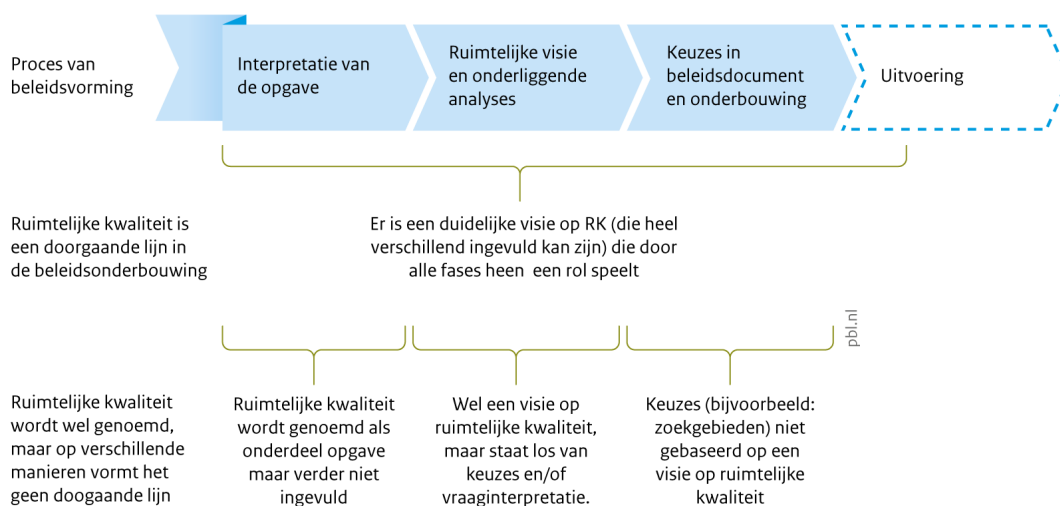 Proces van
beleidsvorming
Interpretatie van
de opgave
Ruimtelijke visie
en onderliggende
analyses
Keuzes in
beleidsdocument
en onderbouwing
Uitvoering
Ruimtelijke kwaliteit is
een doorgaande lijn in
de beleidsonderbouwing
Er is een duidelijke visie op RK (die heel
verschillend ingevuld kan zijn) die door
alle fases heen een rol speelt
pbl.nl
Ruimtelijke kwaliteit
wordt wel genoemd,
maar op verschillende
manieren vormt het
geen doogaande lijn
Ruimtelijke kwaliteit
wordt genoemd als
onderdeel opgave
maar verder niet
ingevuld
Wel een visie op
ruimtelijke kwaliteit,
maar staat los van
keuzes en/of
vraaginterpretatie.
Keuzes (bijvoorbeeld:
zoekgebieden) niet
gebaseerd op een
visie op ruimtelijke
kwaliteit